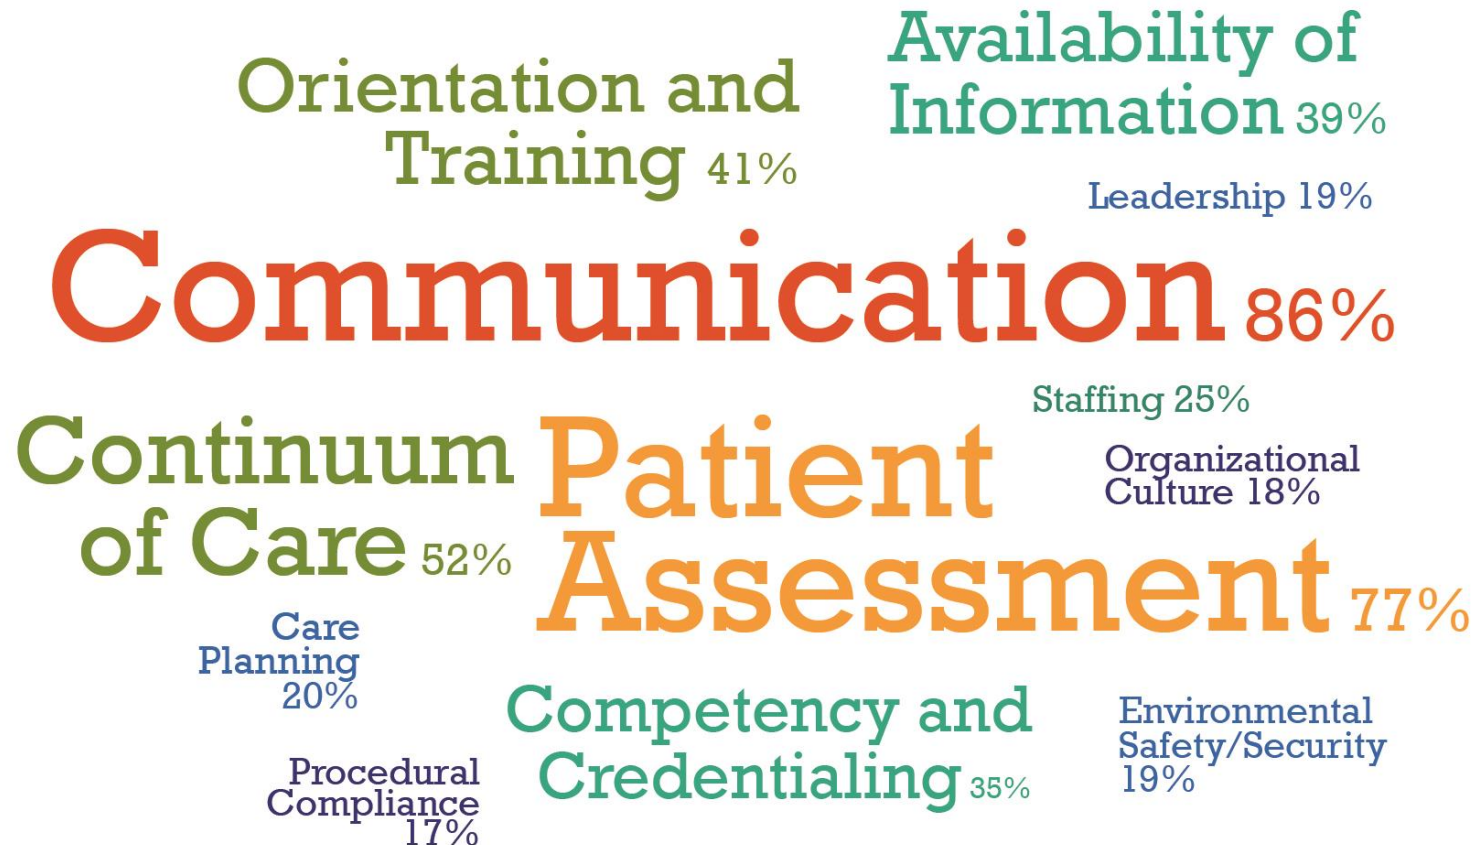 Orientation and
Training 41%
Availability of
Information 39%
Leadership 19%
Communication 86%
Staffing 25%
Continuum
of Care 52%
Patient
Assessment 77%
Organizational
Culture 18%
Care
Planning
20%
Competency and
Credentialing 35%
Environmental
Safety/Security
19%
Procedural
Compliance
17%